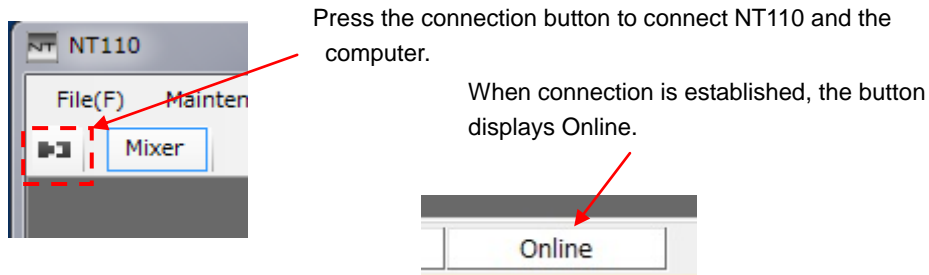 Press the connection button to connect NT110 and the
computer.
NT NT110
File(F) Mainten
Mixer
When connection is established, the button
displays Online.
Online